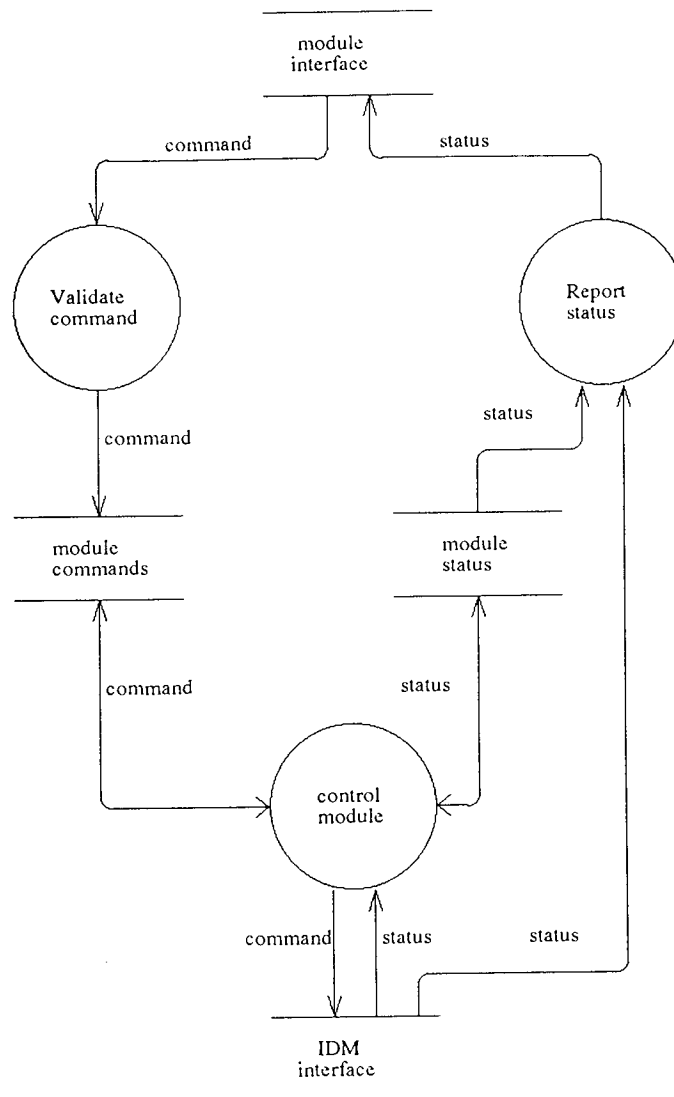 module
interface
command
status
Validate
command
Report
status
status
command
module
commands
module
status
command
status
control
module
command
status
status
IDM
interface